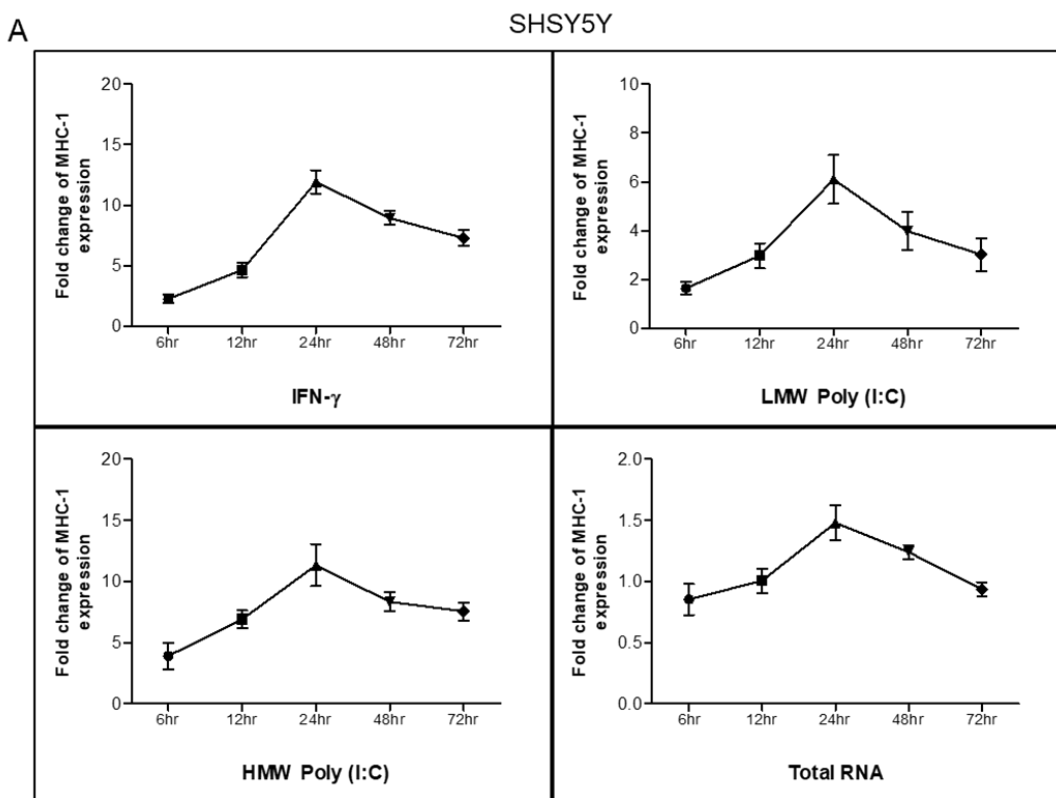 A
SHSY5Y
Fold change of MHC-1
expression
20
15
10
5
0
6hr 12hr 24hr 48hr 72hr
IFN-γ
Fold change of MHC-1
expression
10
8
6
4
2
0
6hr 12hr 24hr 48hr 72hr
LMW Poly (I:C)
Fold change of MHC-1
expression
20
15
10
5
0
6hr 12hr 24hr 48hr 72hr
HMW Poly (I:C)
Fold change of MHC-1
expression
2.0
1.5
1.0
0.5
0.0
6hr 12hr 24hr 48hr 72hr
Total RNA